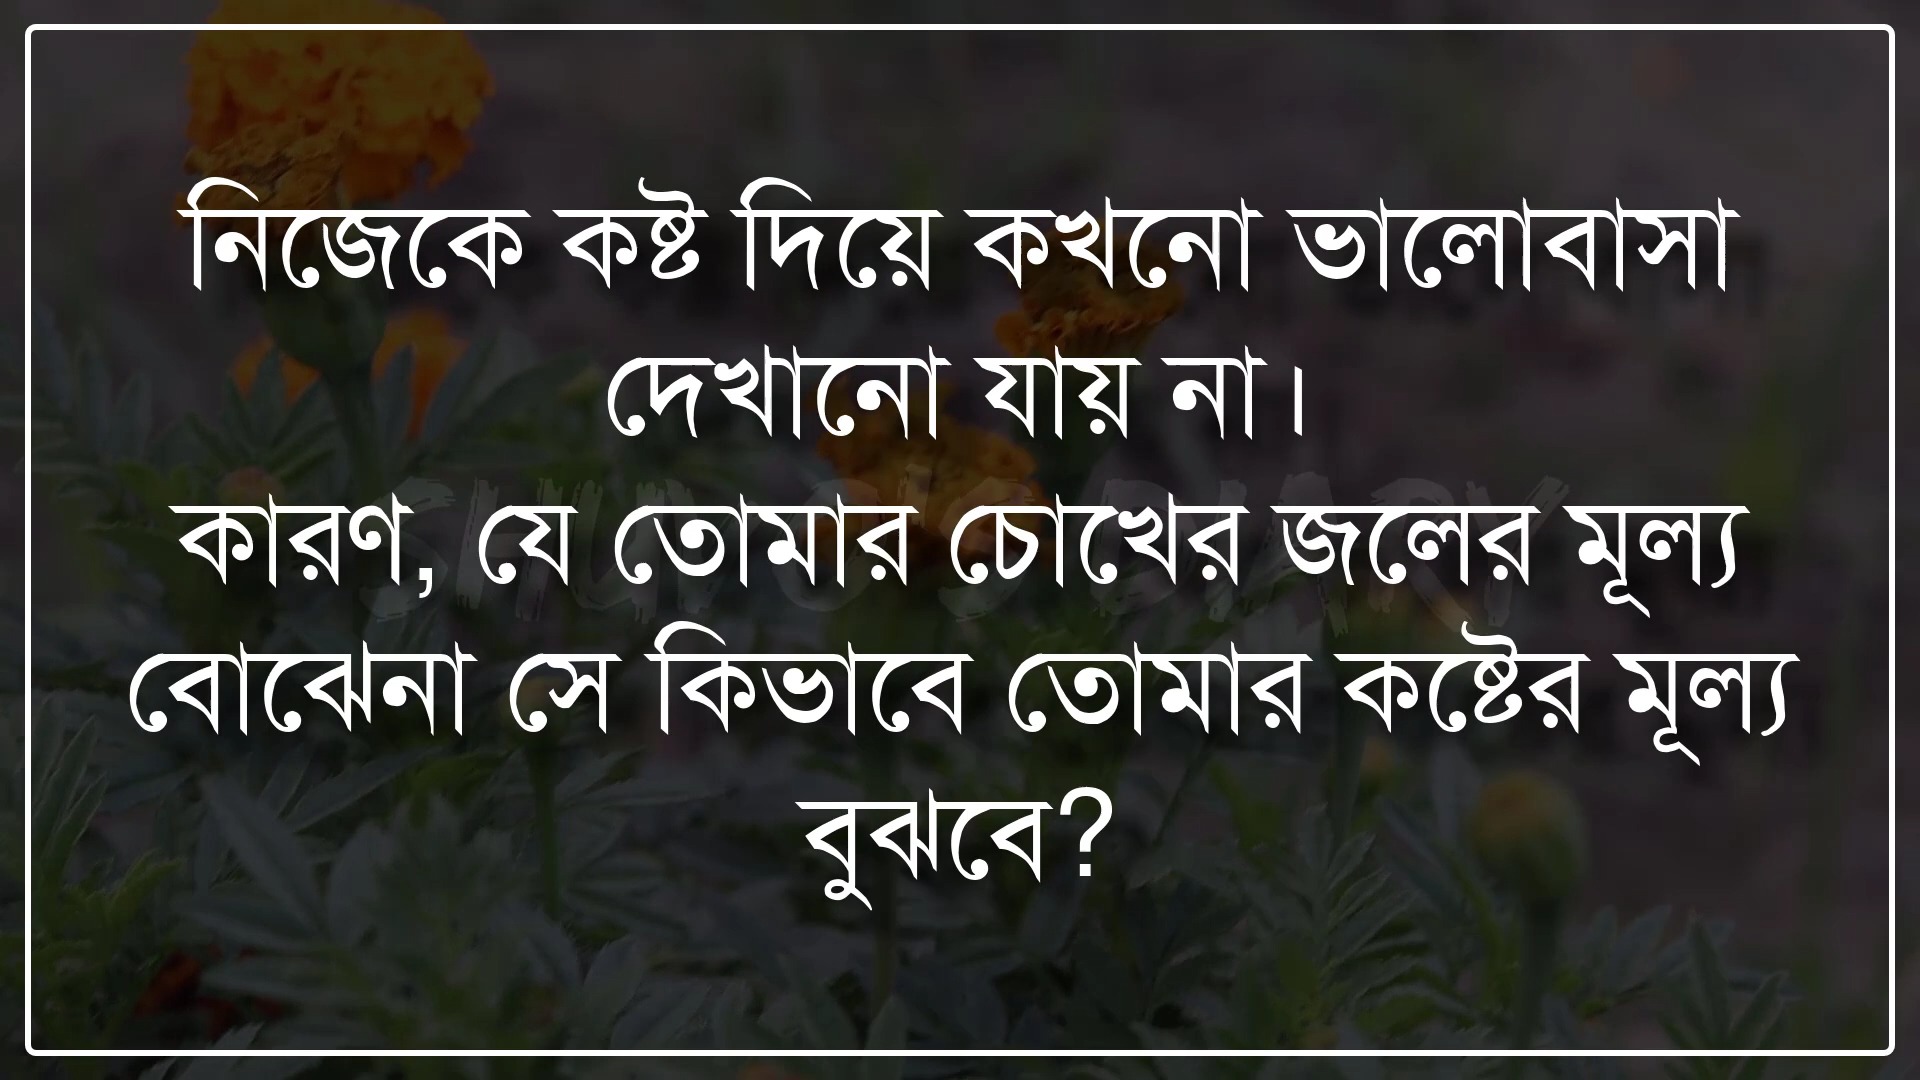 নিজেকে কষ্ট দিয়ে কখনো ভালোবাসা
দেখানো যায় না।
কারণ, যে তোমার চোখের জলের মূল্য
বোঝেনা সে কিভাবে তোমার কষ্টের মূল্য
বুঝবে?